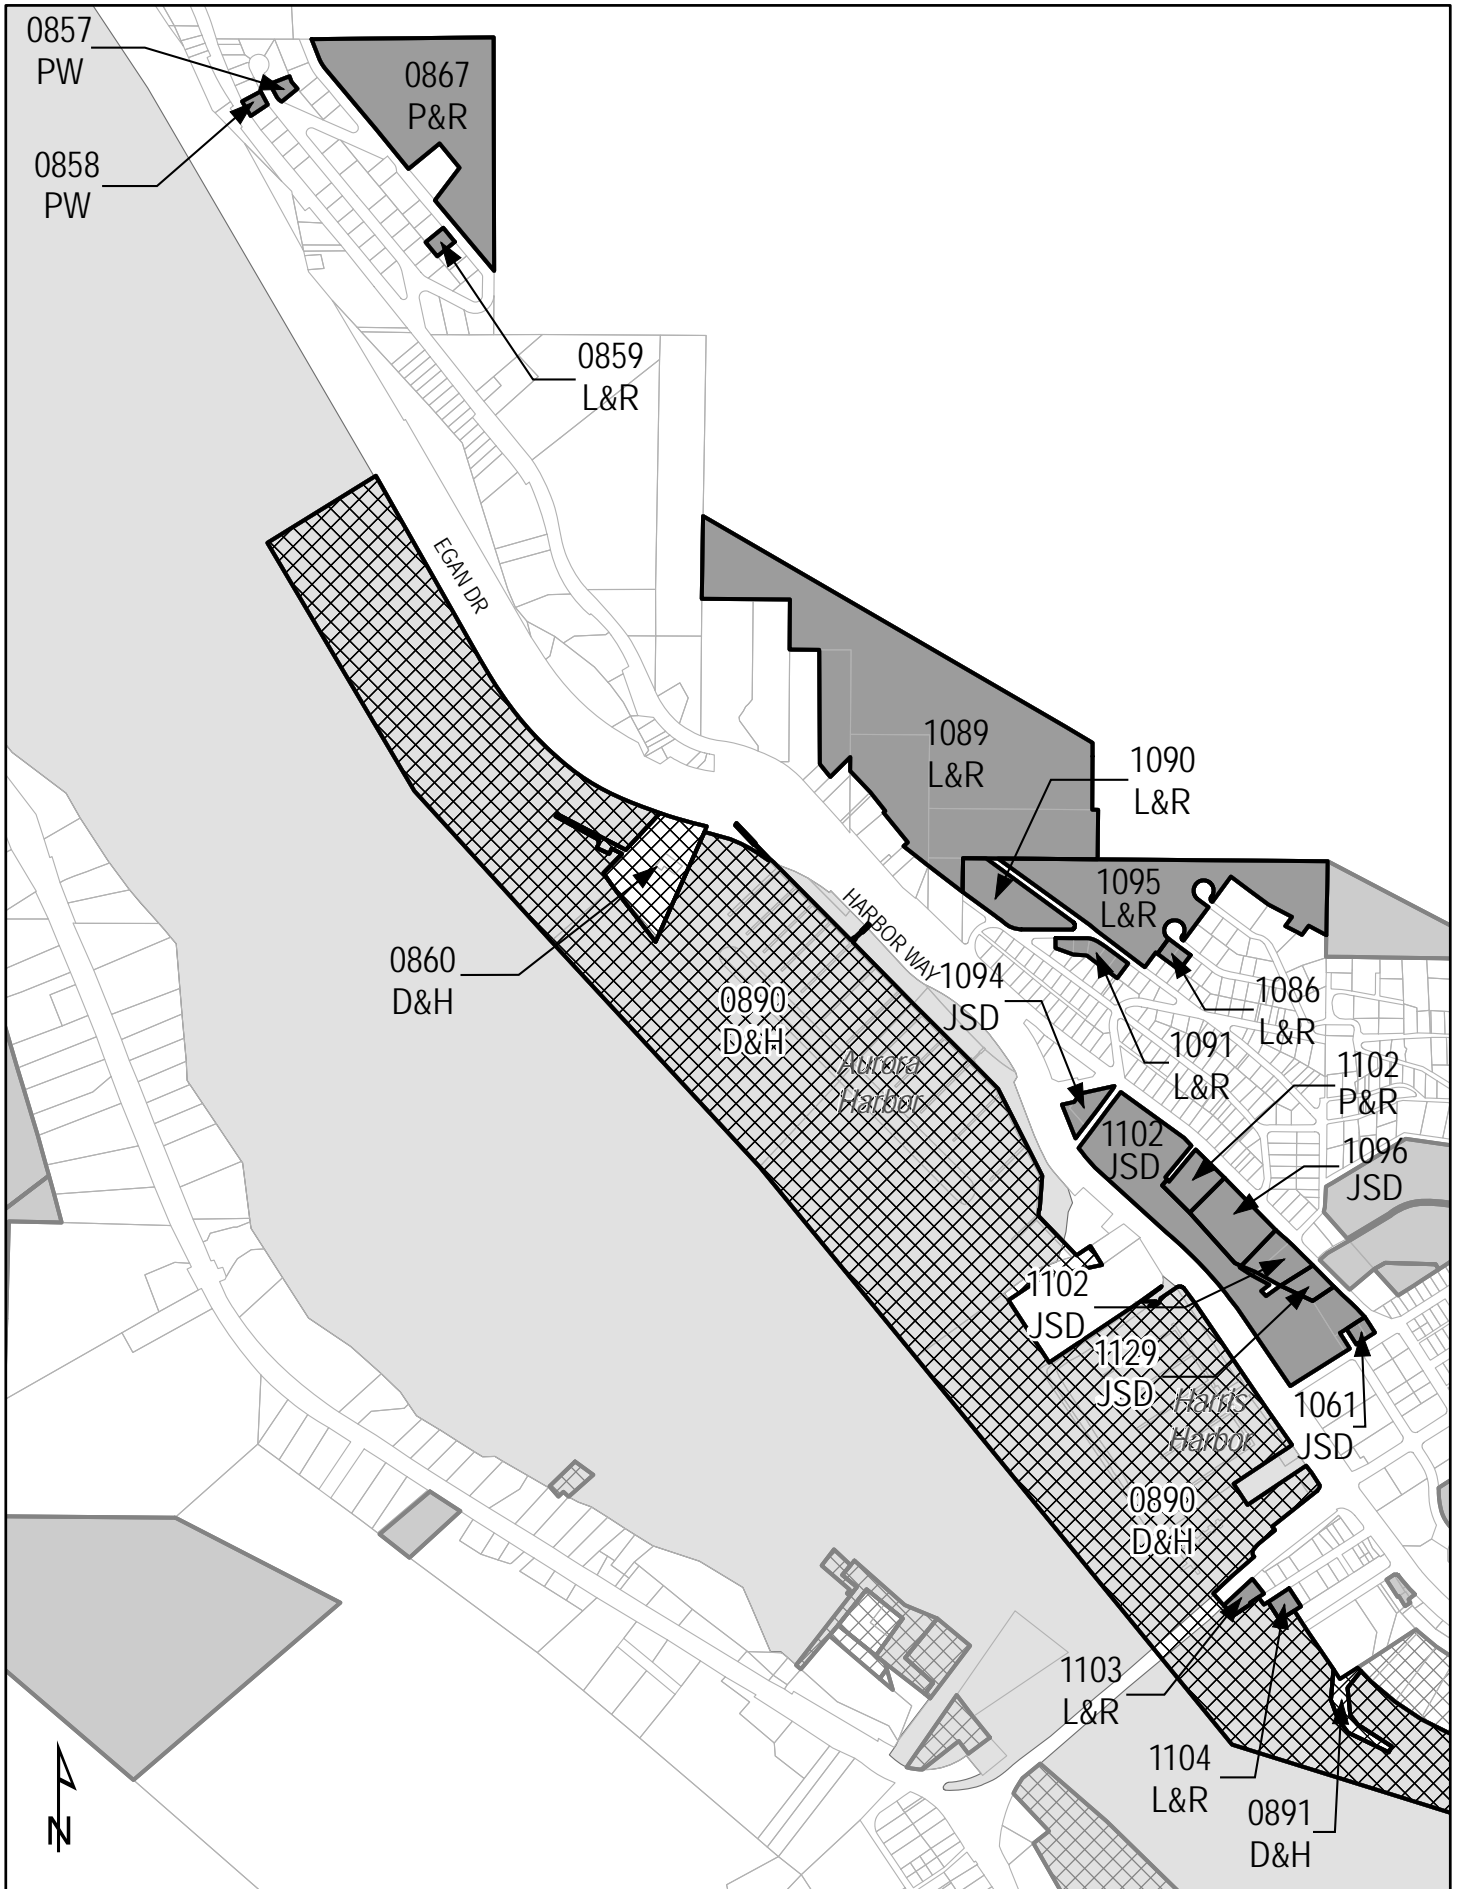 0857
PW
0867
P&R
0858
PW
0859
L&R
EGAN DR
1089
L&R
1090
L&R
1095
L&R
HARBOR WAY
0860
D&H
0890
D&H
1094
JSD
1086
L&R
1091
L&R
Aurora
Harbor
1102
P&R
1102
JSD
1096
JSD
1102
JSD
1129
JSD
Harris
Harbor
1061
JSD
0890
D&H
1103
L&R
1104
L&R
0891
D&H
N